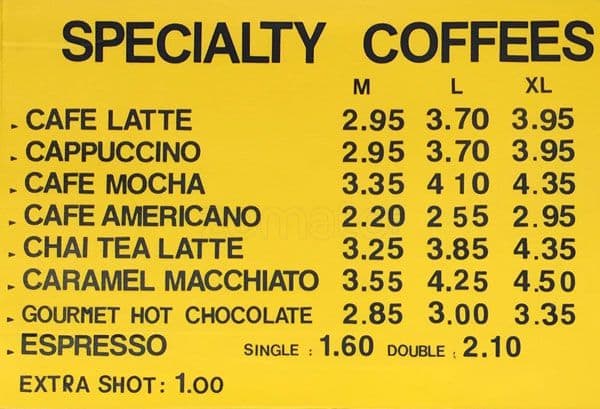 SPECIALTY COFFEES
M L XL
CAFE LATTE 2.95 3.70 3.95
CAPPUCCINO 2.95 3.70 3.95
CAFE MOCHA 3.35 4 10 4.35
CAFE AMERICANO 2.20 2 55 2.95
CHAI TEA LATTE 3.25 3.85 4.35
CARAMEL MACCHIATO 3.55 4.25 4.50
GOURMET HOT CHOCOLATE 2.85 3.00 3.35
ESPRESSO SINGLE : 1.60 DOUBLE : 2.10
EXTRA SHOT: 1.00